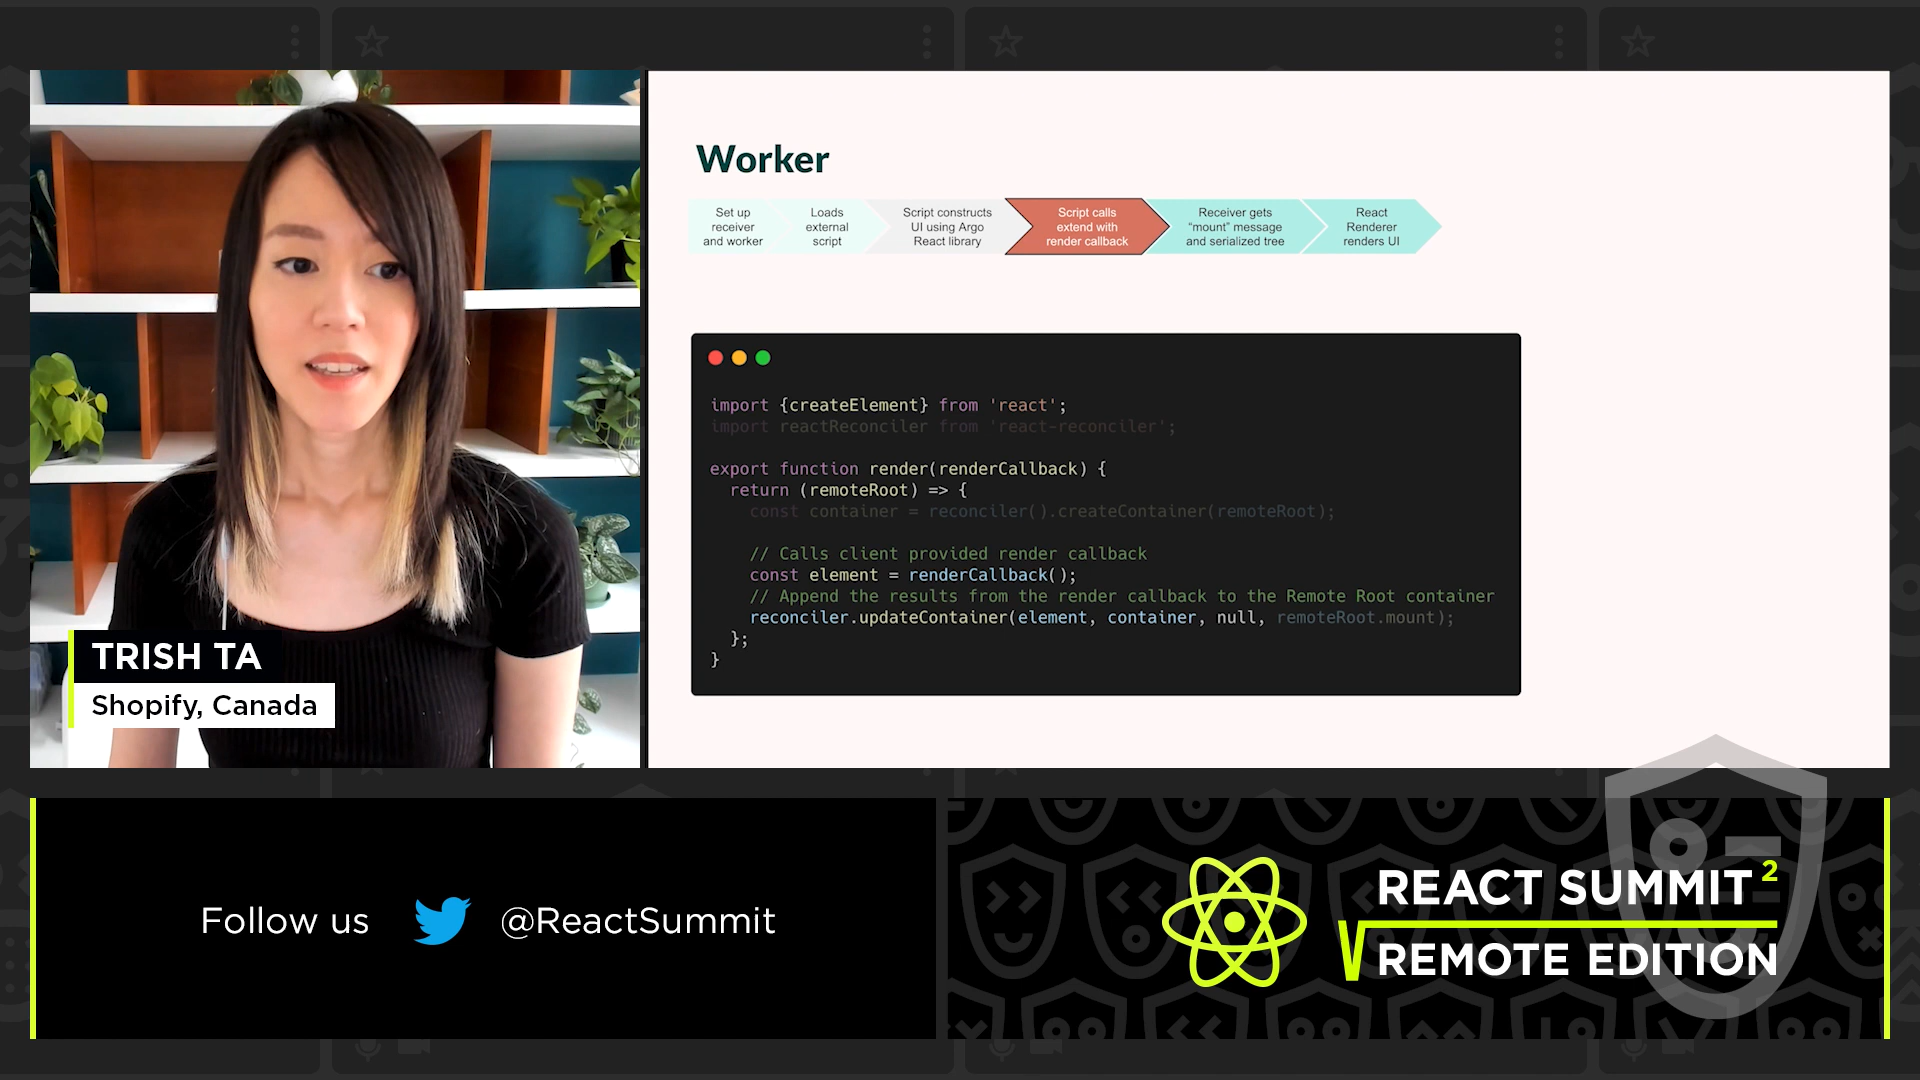 TRISH TA
Shopify, Canada
Worker
Set up
receiver
and worker
Loads
external
script
Script constructs
UI using Argo
React library
Script calls
extend with
render callback
Receiver gets
“mount” message
and serialized tree
React
Renderer
renders UI
import {createElement} from 'react';
import reactReconciler from 'react-reconciler';
export function render(renderCallback) {
return (remoteRoot) => {
const container = reconciler().createContainer(remoteRoot);
// Calls client provided render callback
const element = renderCallback();
// Append the results from the render callback to the Remote Root container
reconciler.updateContainer(element, container, null, remoteRoot.mount);
};
}
Follow us @ReactSummit
REACT SUMMIT 2
REMOTE EDITION